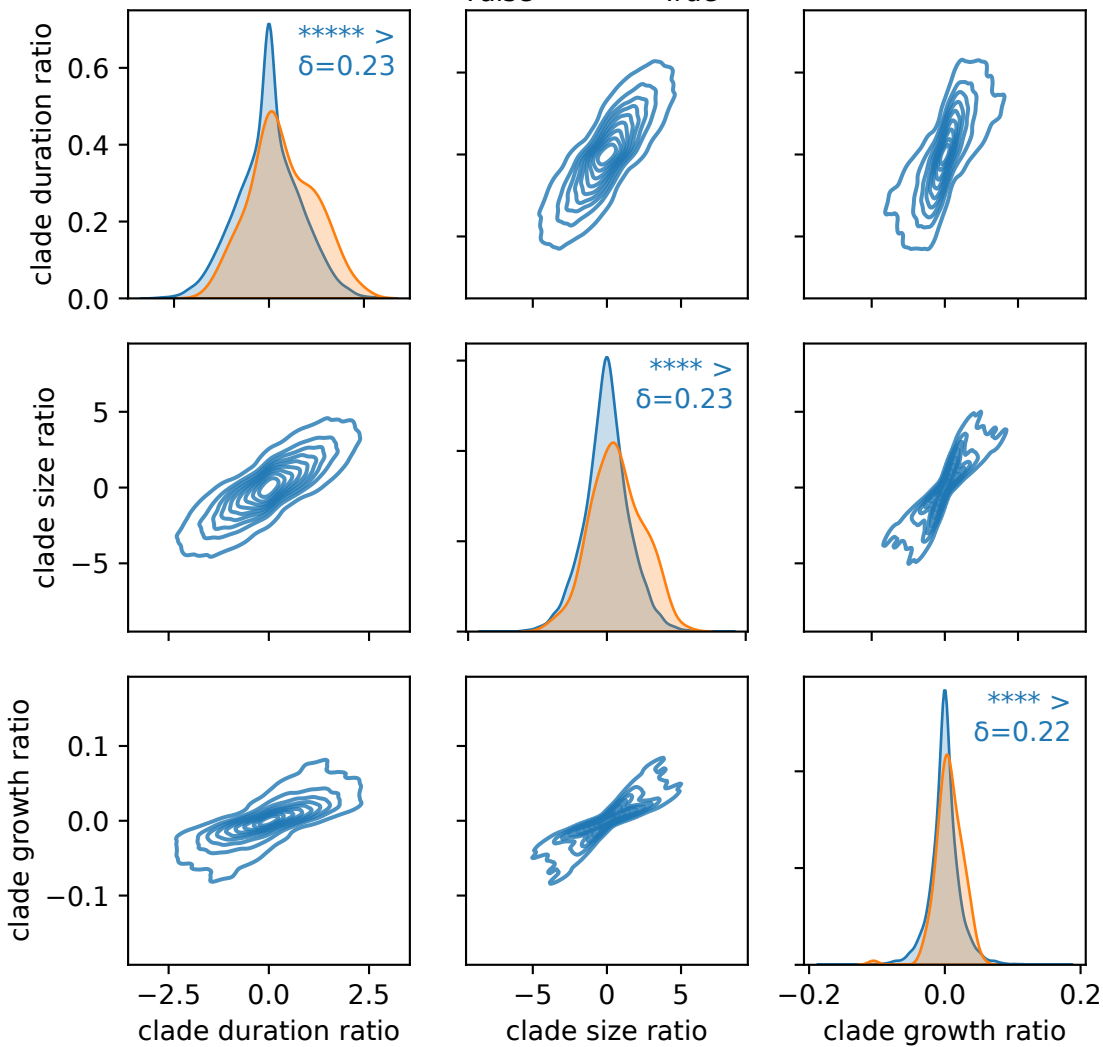 clade duration ratio
0.6
0.4
0.2
0.0
***** >
δ=0.23
clade size ratio
5
0
−5
**** >
δ=0.23
clade growth ratio
0.1
0.0
−0.1
**** >
δ=0.22
−2.5 0.0 2.5
clade duration ratio
−5 0 5
clade size ratio
−0.2 0.0 0.2
clade growth ratio